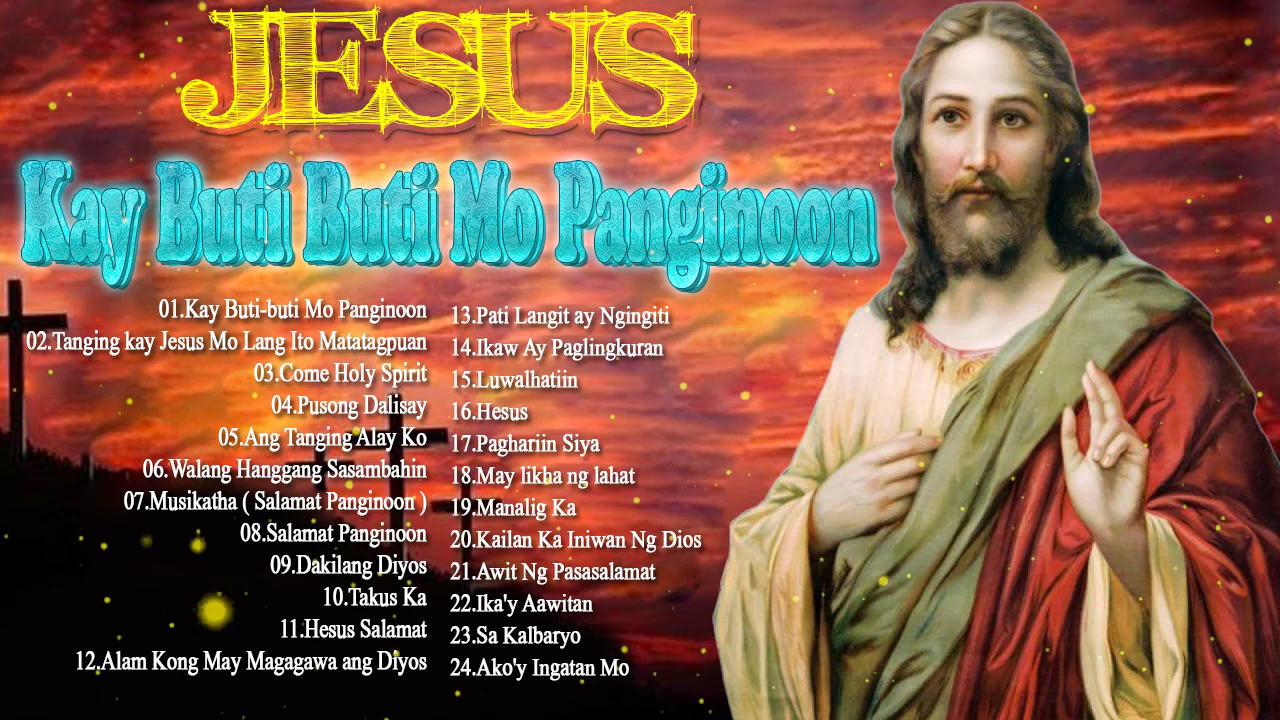 JESUS
Kay Buti Buti Mo Panginoon
01.Kay Buti-buti Mo Panginoon
02.Tanging kay Jesus Mo Lang Ito Matatagpuan
03.Come Holy Spirit
04.Pusong Dalisay
05.Ang Tanging Alay Ko
06.Walang Hanggang Sasambahin
07.Musikatha ( Salamat Panginoon )
08.Salamat Panginoon
09.Dakilang Diyos
10.Takus Ka
11.Hesus Salamat
12.Alam Kong May Magagawa ang Diyos
13.Pati Langit ay Ngingiti
14.Ikaw Ay Paglingkuran
15.Luwalhatiin
16.Hesus
17.Paghariin Siya
18.May likha ng lahat
19.Manalig Ka
20.Kailan Ka Iniwan Ng Dios
21.Awit Ng Pasasalamat
22.Ika'y Aawitan
23.Sa Kalbaryo
24.Ako'y Ingatan Mo